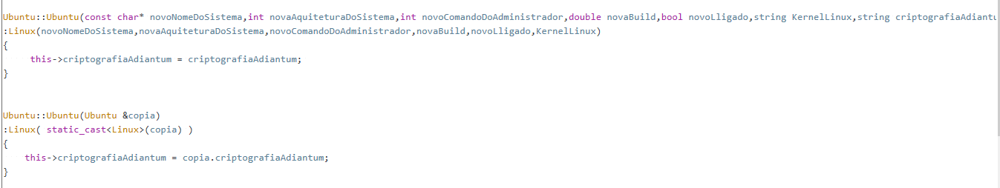 Ubuntu::Ubuntu(const char* novoNomeDoSistema,int novaAquiteturaDoSistema,int novoComandoDoAdministrador,double novaBuild,bool novoLligado,string KernelLinux,string criptografiaAdiantu
:Linux(novoNomeDoSistema,novaAquiteturaDoSistema,novoComandoDoAdministrador,novaBuild,novoLligado,KernelLinux)
{
this->criptografiaAdiantum = criptografiaAdiantum;
}
Ubuntu::Ubuntu(Ubuntu &copia)
:Linux( static_cast<Linux>(copia) )
{
this->criptografiaAdiantum = copia.criptografiaAdiantum;
}